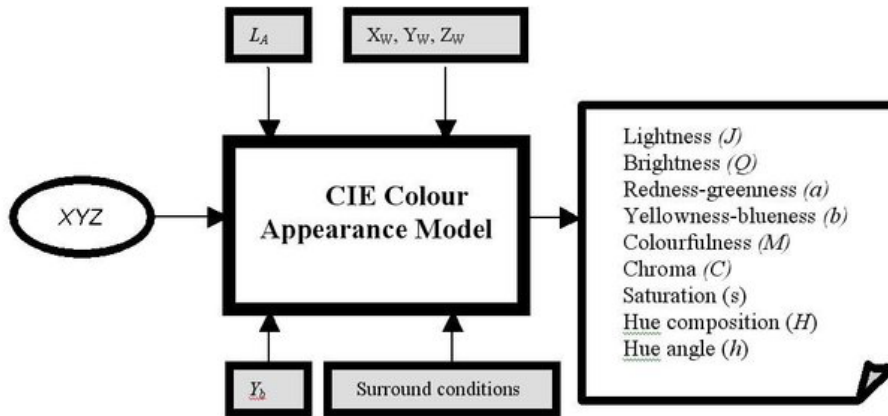 L_A
X_W, Y_W, Z_W
XYZ
CIE Colour
Appearance Model
Lightness (J)
Brightness (Q)
Redness-greenness (a)
Yellowness-blueness (b)
Colourfulness (M)
Chroma (C)
Saturation (s)
Hue composition (H)
Hue angle (h)
Y_b
Surround conditions